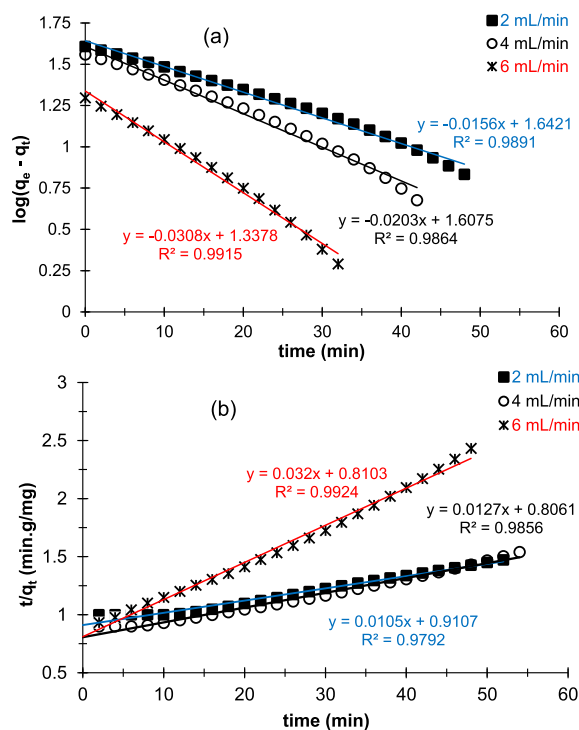 (a)
2 mL/min
4 mL/min
6 mL/min
1.75
1.5
1.25
1
0.75
0.5
0.25
0
log(qe - qt)
y = -0.0156x + 1.6421
R² = 0.9891
y = -0.0203x + 1.6075
R² = 0.9864
y = -0.0308x + 1.3378
R² = 0.9915
0 10 20 30 40 50 60
time (min)
(b)
2 mL/min
4 mL/min
6 mL/min
3
2.5
2
1.5
1
0.5
t/qt (min.g/mg)
y = 0.032x + 0.8103
R² = 0.9924
y = 0.0127x + 0.8061
R² = 0.9856
y = 0.0105x + 0.9107
R² = 0.9792
0 10 20 30 40 50 60
time (min)